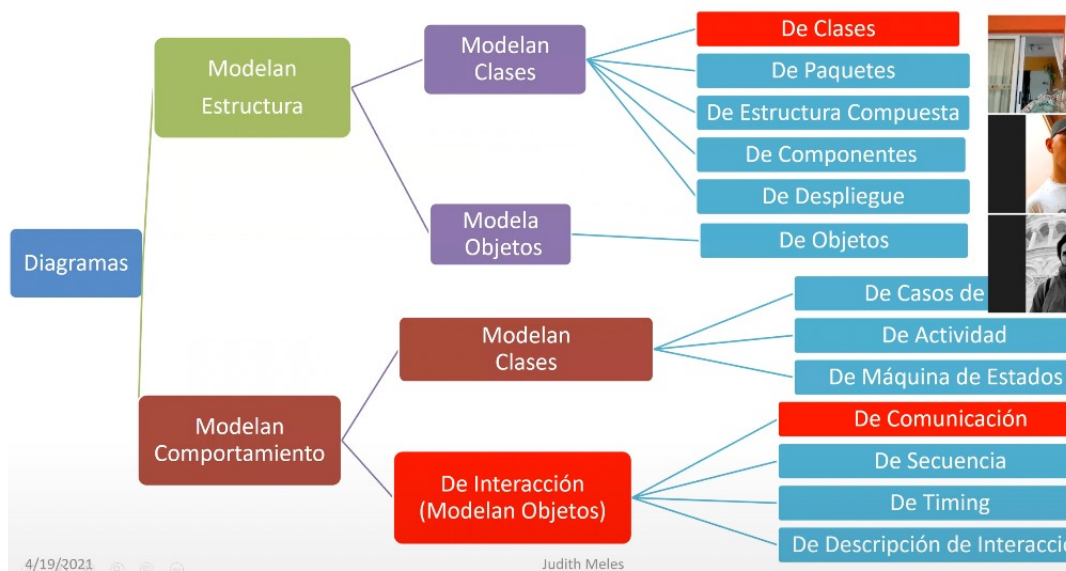 Diagramas
Modelan
Estructura
Modelan
Clases
De Clases
De Paquetes
De Estructura Compuesta
De Componentes
De Despliegue
Modela
Objetos
De Objetos
Modelan
Comportamiento
Modelan
Clases
De Casos de
De Actividad
De Máquina de Estados
De Interacción
(Modelan Objetos)
De Comunicación
De Secuencia
De Timing
De Descripción de
4/19/2021
Judith Meles